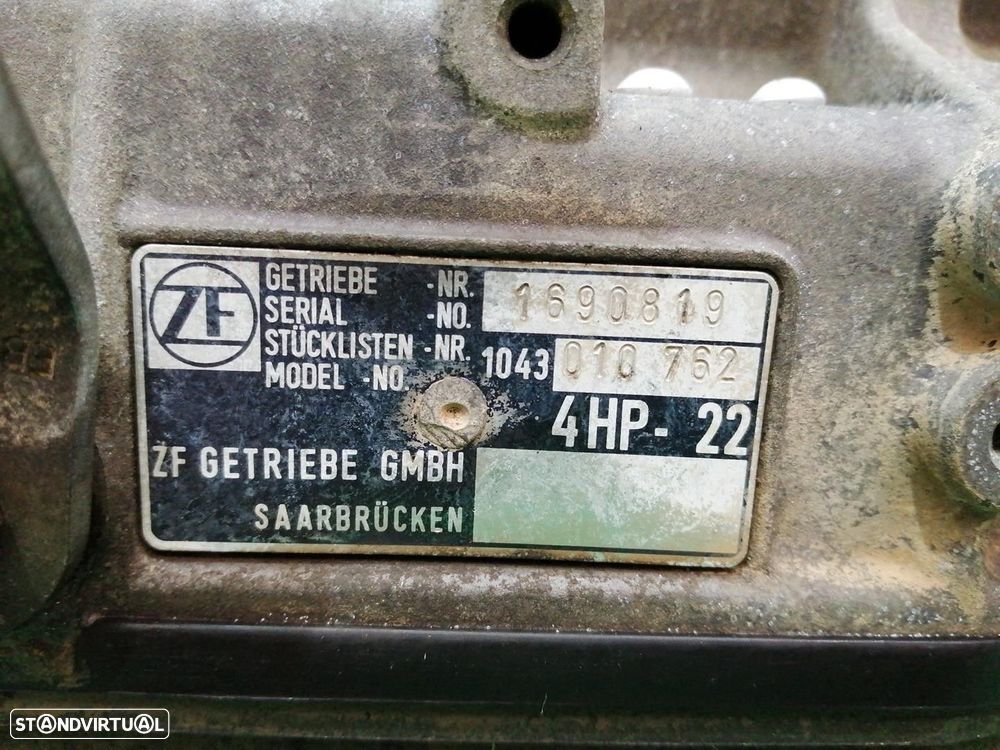 ZF
GETRIEBE -NR. 1690819
SERIAL -NO.
STÜCKLISTEN -NR. 1043 010 762
MODEL -NO.
4HP- 22
ZF GETRIEBE GMBH
SAARBRÜCKEN
STANDVIRTUAL